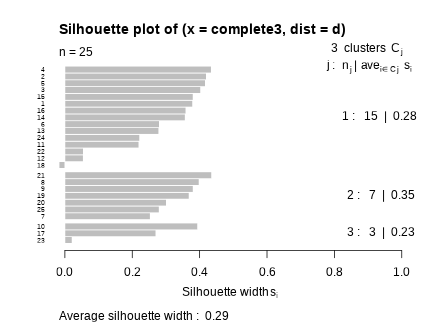 Silhouette plot of (x = complete3, dist = d)
n = 25
3 clusters Cj
j : nj | avei∈Cj si
4
2
5
3
15
1
16
14
6
13
24
11
22
12
18
1 : 15 | 0.28
21
8
9
19
20
25
7
2 : 7 | 0.35
10
17
23
3 : 3 | 0.23
0.0 0.2 0.4 0.6 0.8 1.0
Silhouette width si
Average silhouette width : 0.29